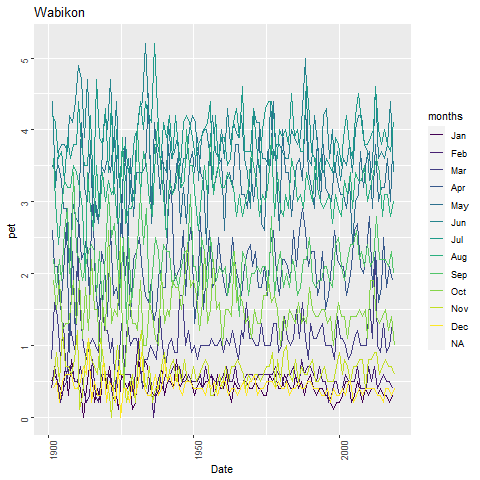 Wabikon
pet
5
4
3
2
1
0
1900
1950
2000
Date
months
Jan
Feb
Mar
Apr
May
Jun
Jul
Aug
Sep
Oct
Nov
Dec
NA